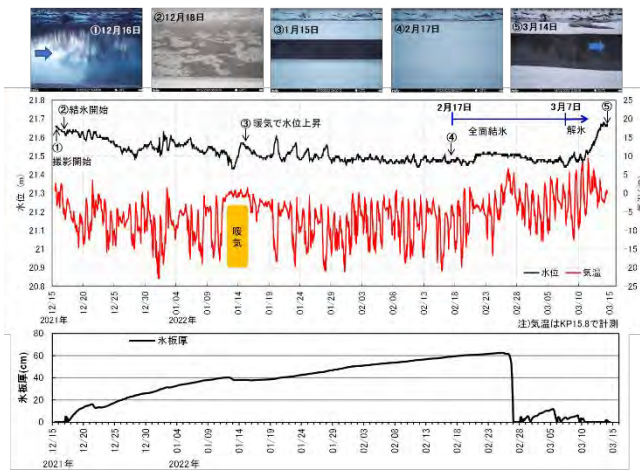 ①12月16日
②12月18日
③1月15日
④2月17日
⑤3月14日
21.8
21.7
21.6
21.5
21.4
21.3
21.2
21.1
21
20.9
20.8
水位 (m)
25
20
15
10
5
0
5
10
15
20
25
②結氷開始
①
撮影開始
③ 暖気で水位上昇
2月17日
3月7日
⑤
④
全面結氷
解氷
暖気
水位
気温
12/15
12/20
12/25
12/30
01/04
01/09
01/14
01/19
01/24
01/29
02/03
02/08
02/13
02/18
02/23
02/28
03/05
03/10
03/15
2021年
2022年
注)気温はKP15.8で計測
氷板厚(cm)
80
60
40
20
0
氷板厚
12/15
12/20
12/25
12/30
01/04
01/09
01/14
01/19
01/24
01/29
02/03
02/08
02/13
02/18
02/23
02/28
03/05
03/10
03/15
2021年
2022年